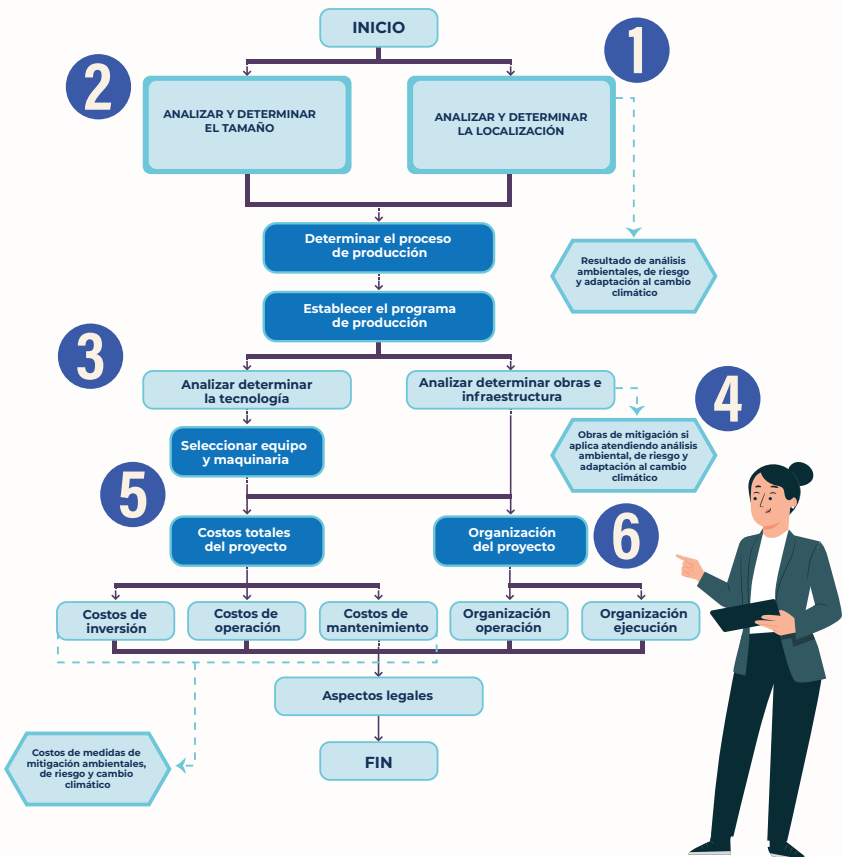 INICIO
1
2
ANALIZAR Y DETERMINAR
EL TAMAÑO
ANALIZAR Y DETERMINAR
LA LOCALIZACIÓN
Determinar el proceso
de producción
Resultado de análisis
ambientales, de riesgo
y adaptación al cambio
climático
Establecer el programa
de producción
3
Analizar determinar
la tecnología
Analizar determinar obras e
infraestructura
4
Seleccionar equipo
y maquinaria
Obras de mitigación si
aplica atendiendo análisis
ambiental, de riesgo y
adaptación al cambio
climático
5
Costos totales
del proyecto
Organización
del proyecto
6
Costos de
inversión
Costos de
operación
Costos de
mantenimiento
Organización
operación
Organización
ejecución
Aspectos legales
Costos de medidas de
mitigación ambientales,
de riesgo y cambio
climático
FIN